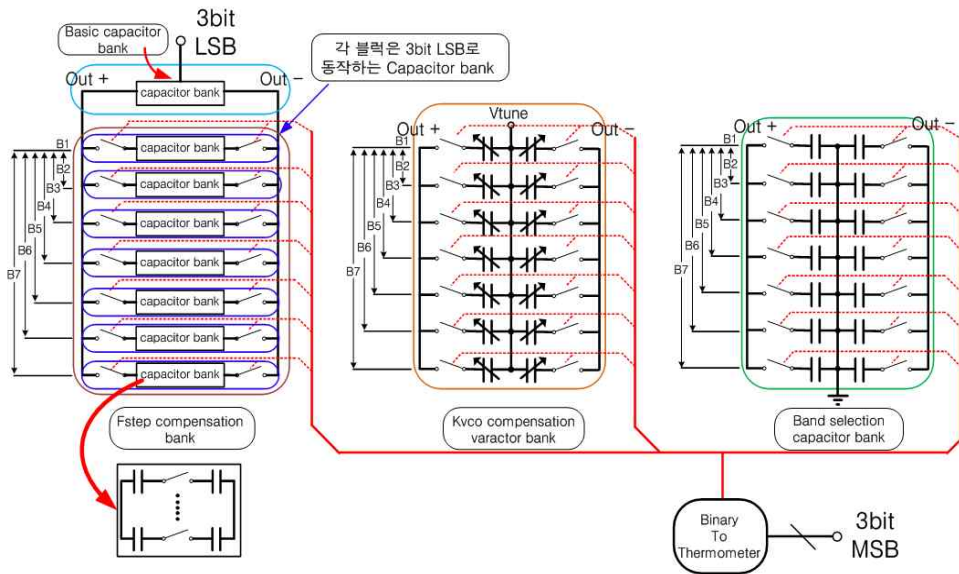 Basic capacitor
bank
3bit
LSB
Out +
Out −
capacitor bank
각 블럭은 3bit LSB로
동작하는 Capacitor bank
B1
B2
B3
B4
B5
B6
B7
capacitor bank
capacitor bank
capacitor bank
capacitor bank
capacitor bank
capacitor bank
capacitor bank
Fstep compensation
bank
Vtune
Out +
Out −
B1
B2
B3
B4
B5
B6
B7
Kvco compensation
varactor bank
Out +
Out −
B1
B2
B3
B4
B5
B6
B7
Band selection
capacitor bank
Binary
To
Thermometer
3bit
MSB